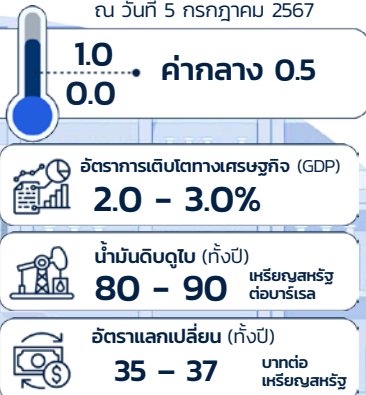 ณ วันที่ 5 กรกฎาคม 2567
1.0
0.0
ค่ากลาง 0.5
อัตราการเติบโตทางเศรษฐกิจ (GDP)
2.0 - 3.0%
น้ำมันดิบดูไบ (ทั้งปี)
80 - 90 เหรียญสหรัฐ
ต่อบาร์เรล
อัตราแลกเปลี่ยน (ทั้งปี)
35 - 37 บาทต่อ
เหรียญสหรัฐ